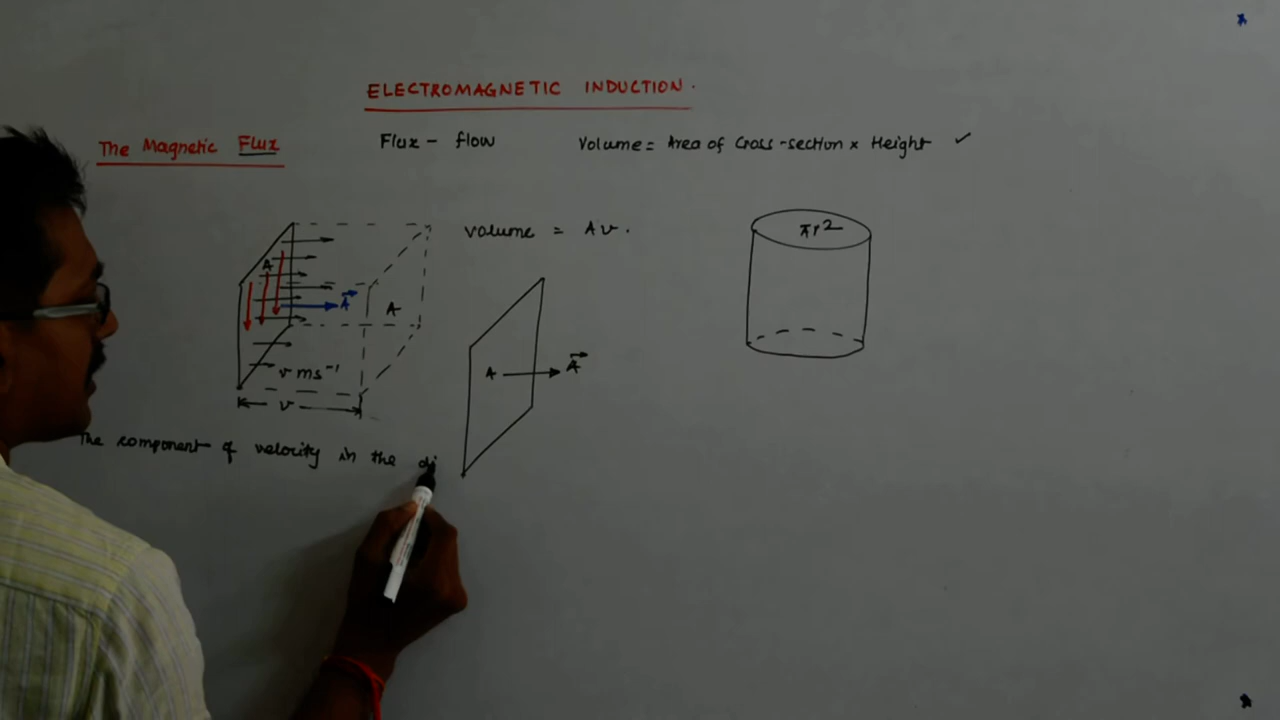 ELECTROMAGNETIC INDUCTION.
The Magnetic Flux
Flux - flow
Volume = Area of Cross-section x Height ✓
volume = Av.
πr2
A
A⃗
A
v ms⁻¹
v
A
A⃗
The component of velocity in the di